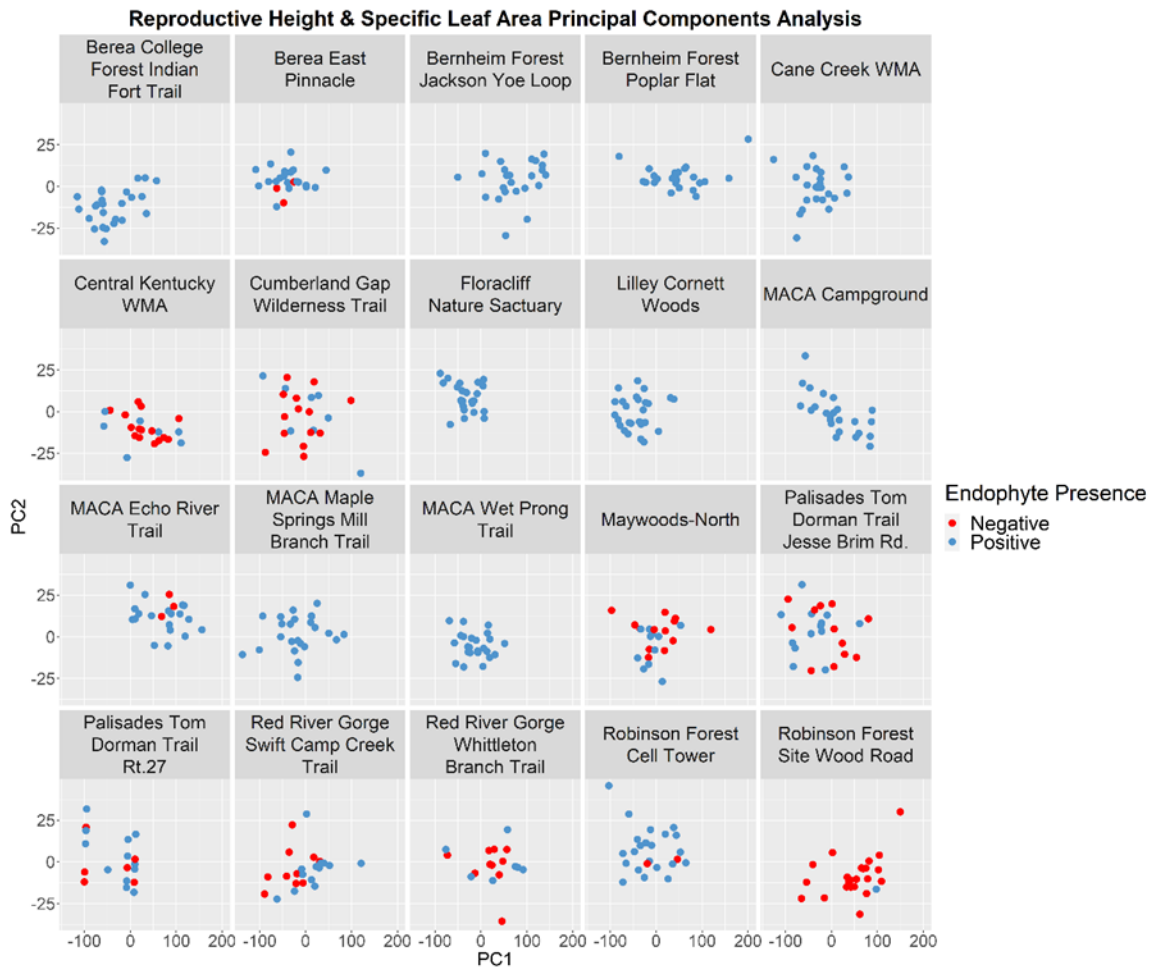 Reproductive Height & Specific Leaf Area Principal Components Analysis
Berea College
Forest Indian
Fort Trail
Berea East
Pinnacle
Bernheim Forest
Jackson Yoe Loop
Bernheim Forest
Poplar Flat
Cane Creek WMA
25
0
-25
Central Kentucky
WMA
Cumberland Gap
Wilderness Trail
Floracliff
Nature Sactuary
Lilley Cornett
Woods
MACA Campground
25
0
-25
MACA Echo River
Trail
MACA Maple
Springs Mill
Branch Trail
MACA Wet Prong
Trail
Maywoods-North
Palisades Tom
Dorman Trail
Jesse Brim Rd.
25
0
-25
Palisades Tom
Dorman Trail
Rt.27
Red River Gorge
Swift Camp Creek
Trail
Red River Gorge
Whittleton
Branch Trail
Robinson Forest
Cell Tower
Robinson Forest
Site Wood Road
25
0
-25
-100 0 100 200 -100 0 100 200 -100 0 100 200 -100 0 100 200 -100 0 100 200
PC1
PC2
Endophyte Presence
Negative
Positive